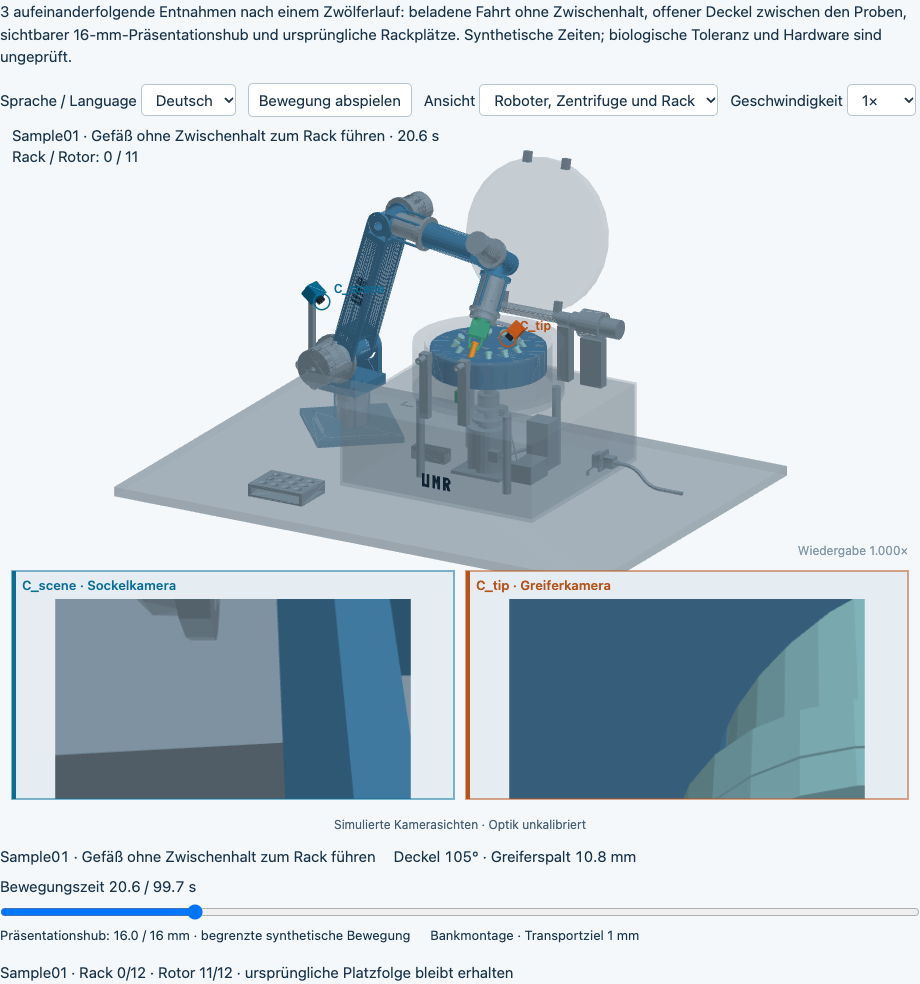 3 aufeinanderfolgende Entnahmen nach einem Zwölferlauf: beladene Fahrt ohne Zwischenhalt, offener Deckel zwischen den Proben,
sichtbarer 16-mm-Präsentationshub und ursprüngliche Rackplätze. Synthetische Zeiten; biologische Toleranz und Hardware sind
ungeprüft.
Sprache / Language Deutsch Bewegung abspielen Ansicht Roboter, Zentrifuge und Rack Geschwindigkeit 1×
Sample01 · Gefäß ohne Zwischenhalt zum Rack führen · 20.6 s
Rack / Rotor: 0 / 11
C_tip
UMR
Wiedergabe 1.000×
C_scene · Sockelkamera
C_tip · Greiferkamera
Simulierte Kamerasichten · Optik unkalibriert
Sample01 · Gefäß ohne Zwischenhalt zum Rack führen Deckel 105° · Greiferspalt 10.8 mm
Bewegungszeit 20.6 / 99.7 s
Präsentationshub: 16.0 / 16 mm · begrenzte synthetische Bewegung Bankmontage · Transportziel 1 mm
Sample01 · Rack 0/12 · Rotor 11/12 · ursprüngliche Platzfolge bleibt erhalten